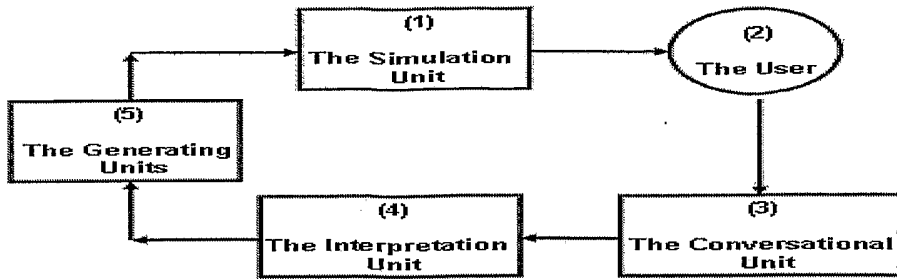 (1)
The Simulation
Unit
(2)
The User
(3)
The Conversational
Unit
(4)
The Interpretation
Unit
(5)
The Generating
Units